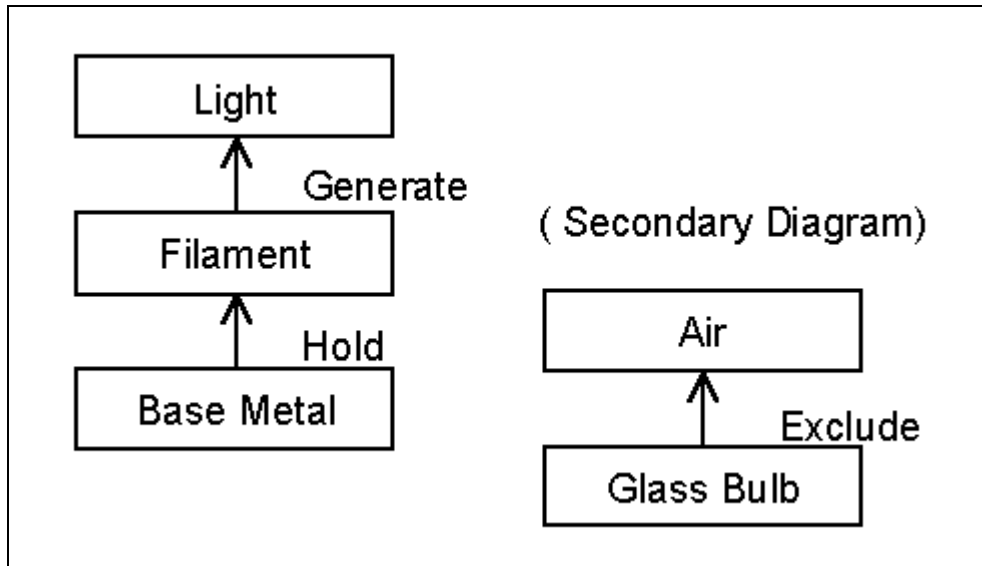 Light
Generate
Filament
Hold
Base Metal
( Secondary Diagram)
Air
Exclude
Glass Bulb